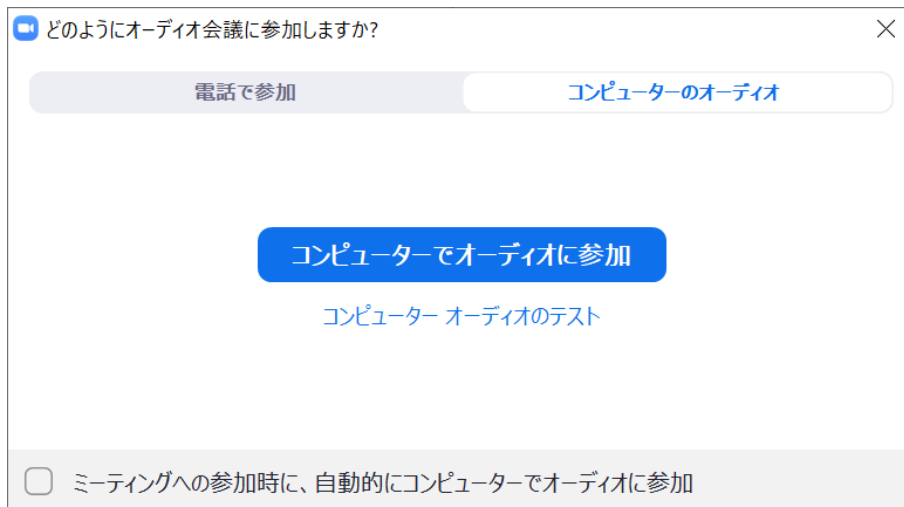 どのようにオーディオ会議に参加しますか?
電話で参加
コンピューターのオーディオ
コンピューターでオーディオに参加
コンピューター オーディオのテスト
ミーティングへの参加時に、自動的にコンピューターでオーディオに参加